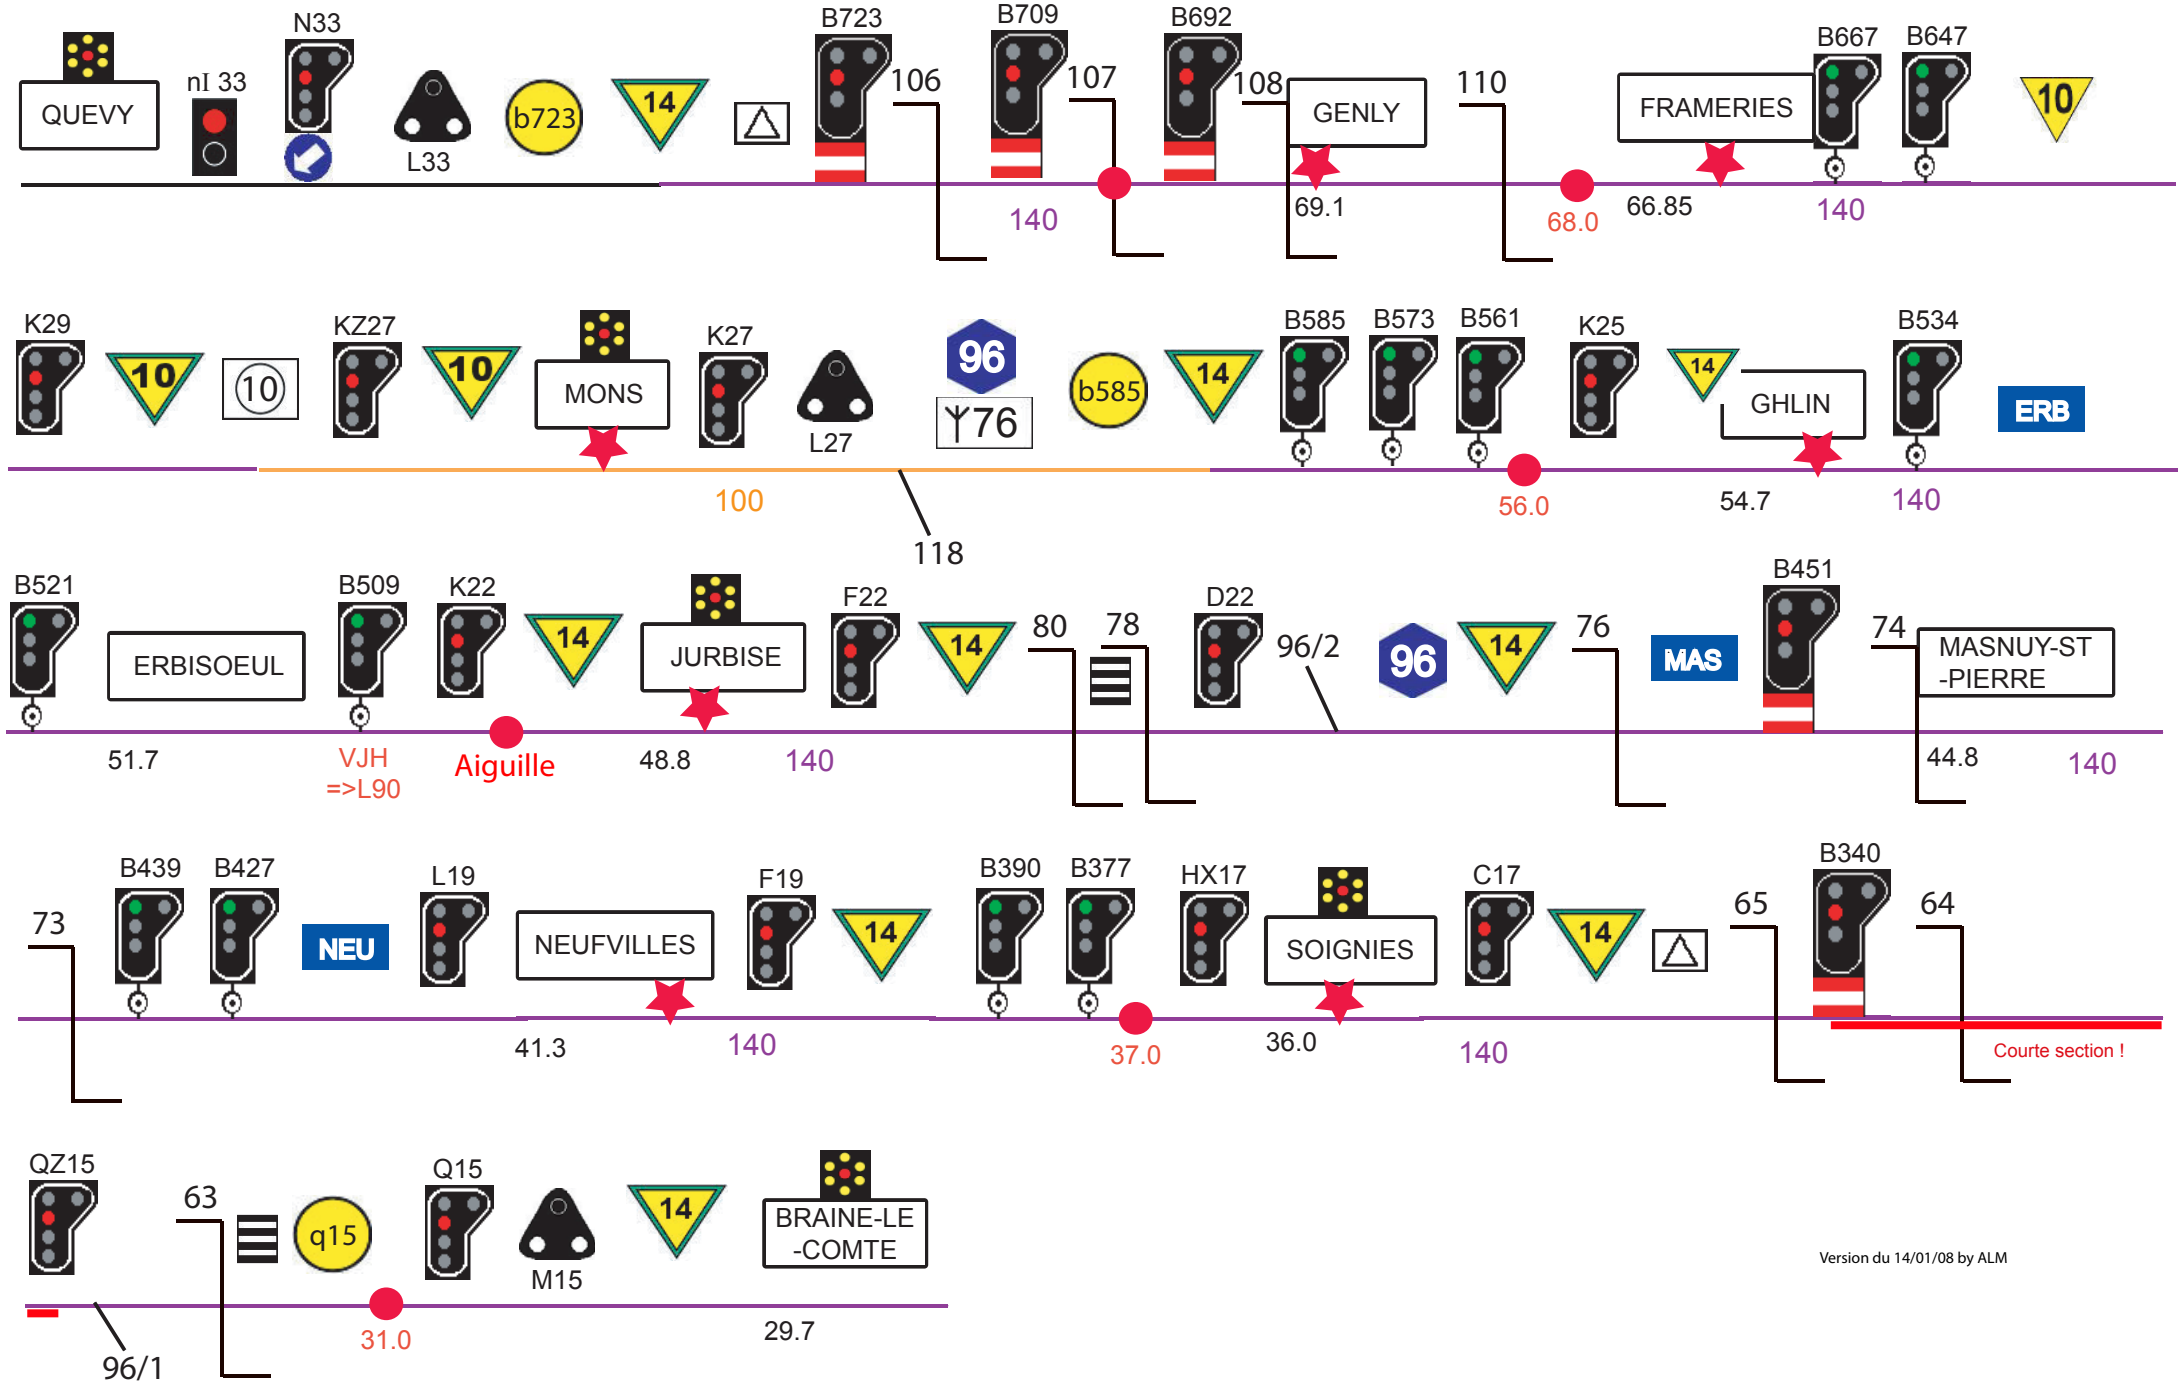 QUEVY
nI 33
N33
L33
b723
14
B723
106
B709
107
B692
108
GENLY
110
FRAMERIES
B667
B647
10
140
69.1
68.0
66.85
140
K29
10
10
KZ27
10
MONS
K27
L27
96
76
b585
14
B585
B573
B561
K25
14
GHLIN
B534
ERB
100
118
56.0
54.7
140
B521
ERBISOEUL
B509
K22
14
JURBISE
F22
14
80
78
D22
96/2
96
14
76
MAS
B451
74
MASNUY-ST
-PIERRE
51.7
VJH
=>L90
Aiguille
48.8
140
44.8
140
73
B439
B427
NEU
L19
NEUFVILLES
F19
14
B390
B377
HX17
SOIGNIES
C17
14
65
B340
64
41.3
140
37.0
36.0
140
Courte section !
QZ15
63
q15
Q15
M15
14
BRAINE-LE
-COMTE
96/1
31.0
29.7
Version du 14/01/08 by ALM